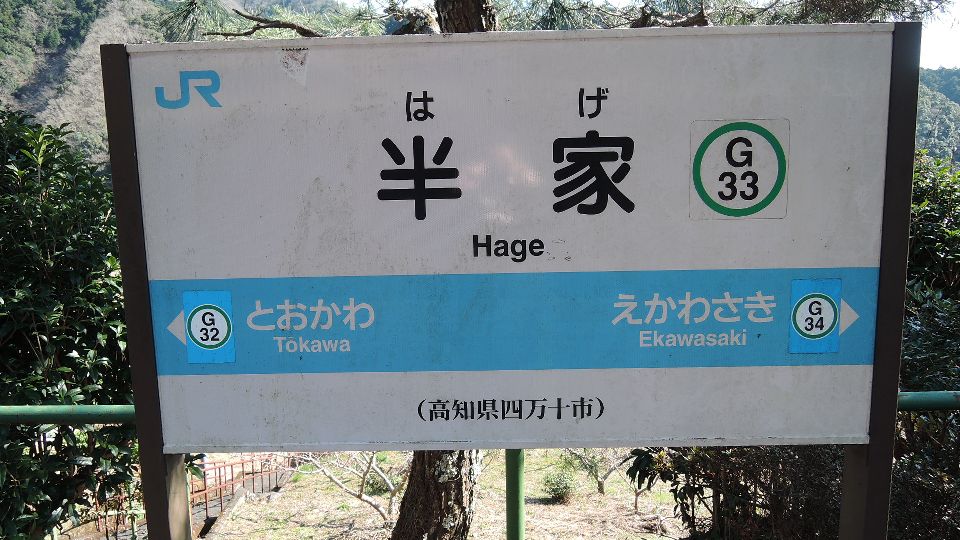 JR
は げ
半 家
G
33
Hage
G
32
とおかわ
Tōkawa
えかわさき
Ekawasaki
G
34
(高知県四万十市)